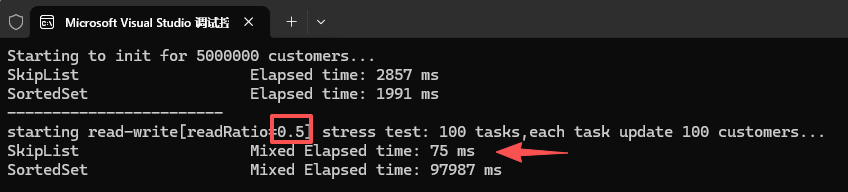 Microsoft Visual Studio 调试控
Starting to init for 5000000 customers...
SkipList Elapsed time: 2857 ms
SortedSet Elapsed time: 1991 ms
------------------------
starting read-write[readRatio=0.5] stress test: 100 tasks,each task update 100 customers...
SkipList Mixed Elapsed time: 75 ms
SortedSet Mixed Elapsed time: 97987 ms